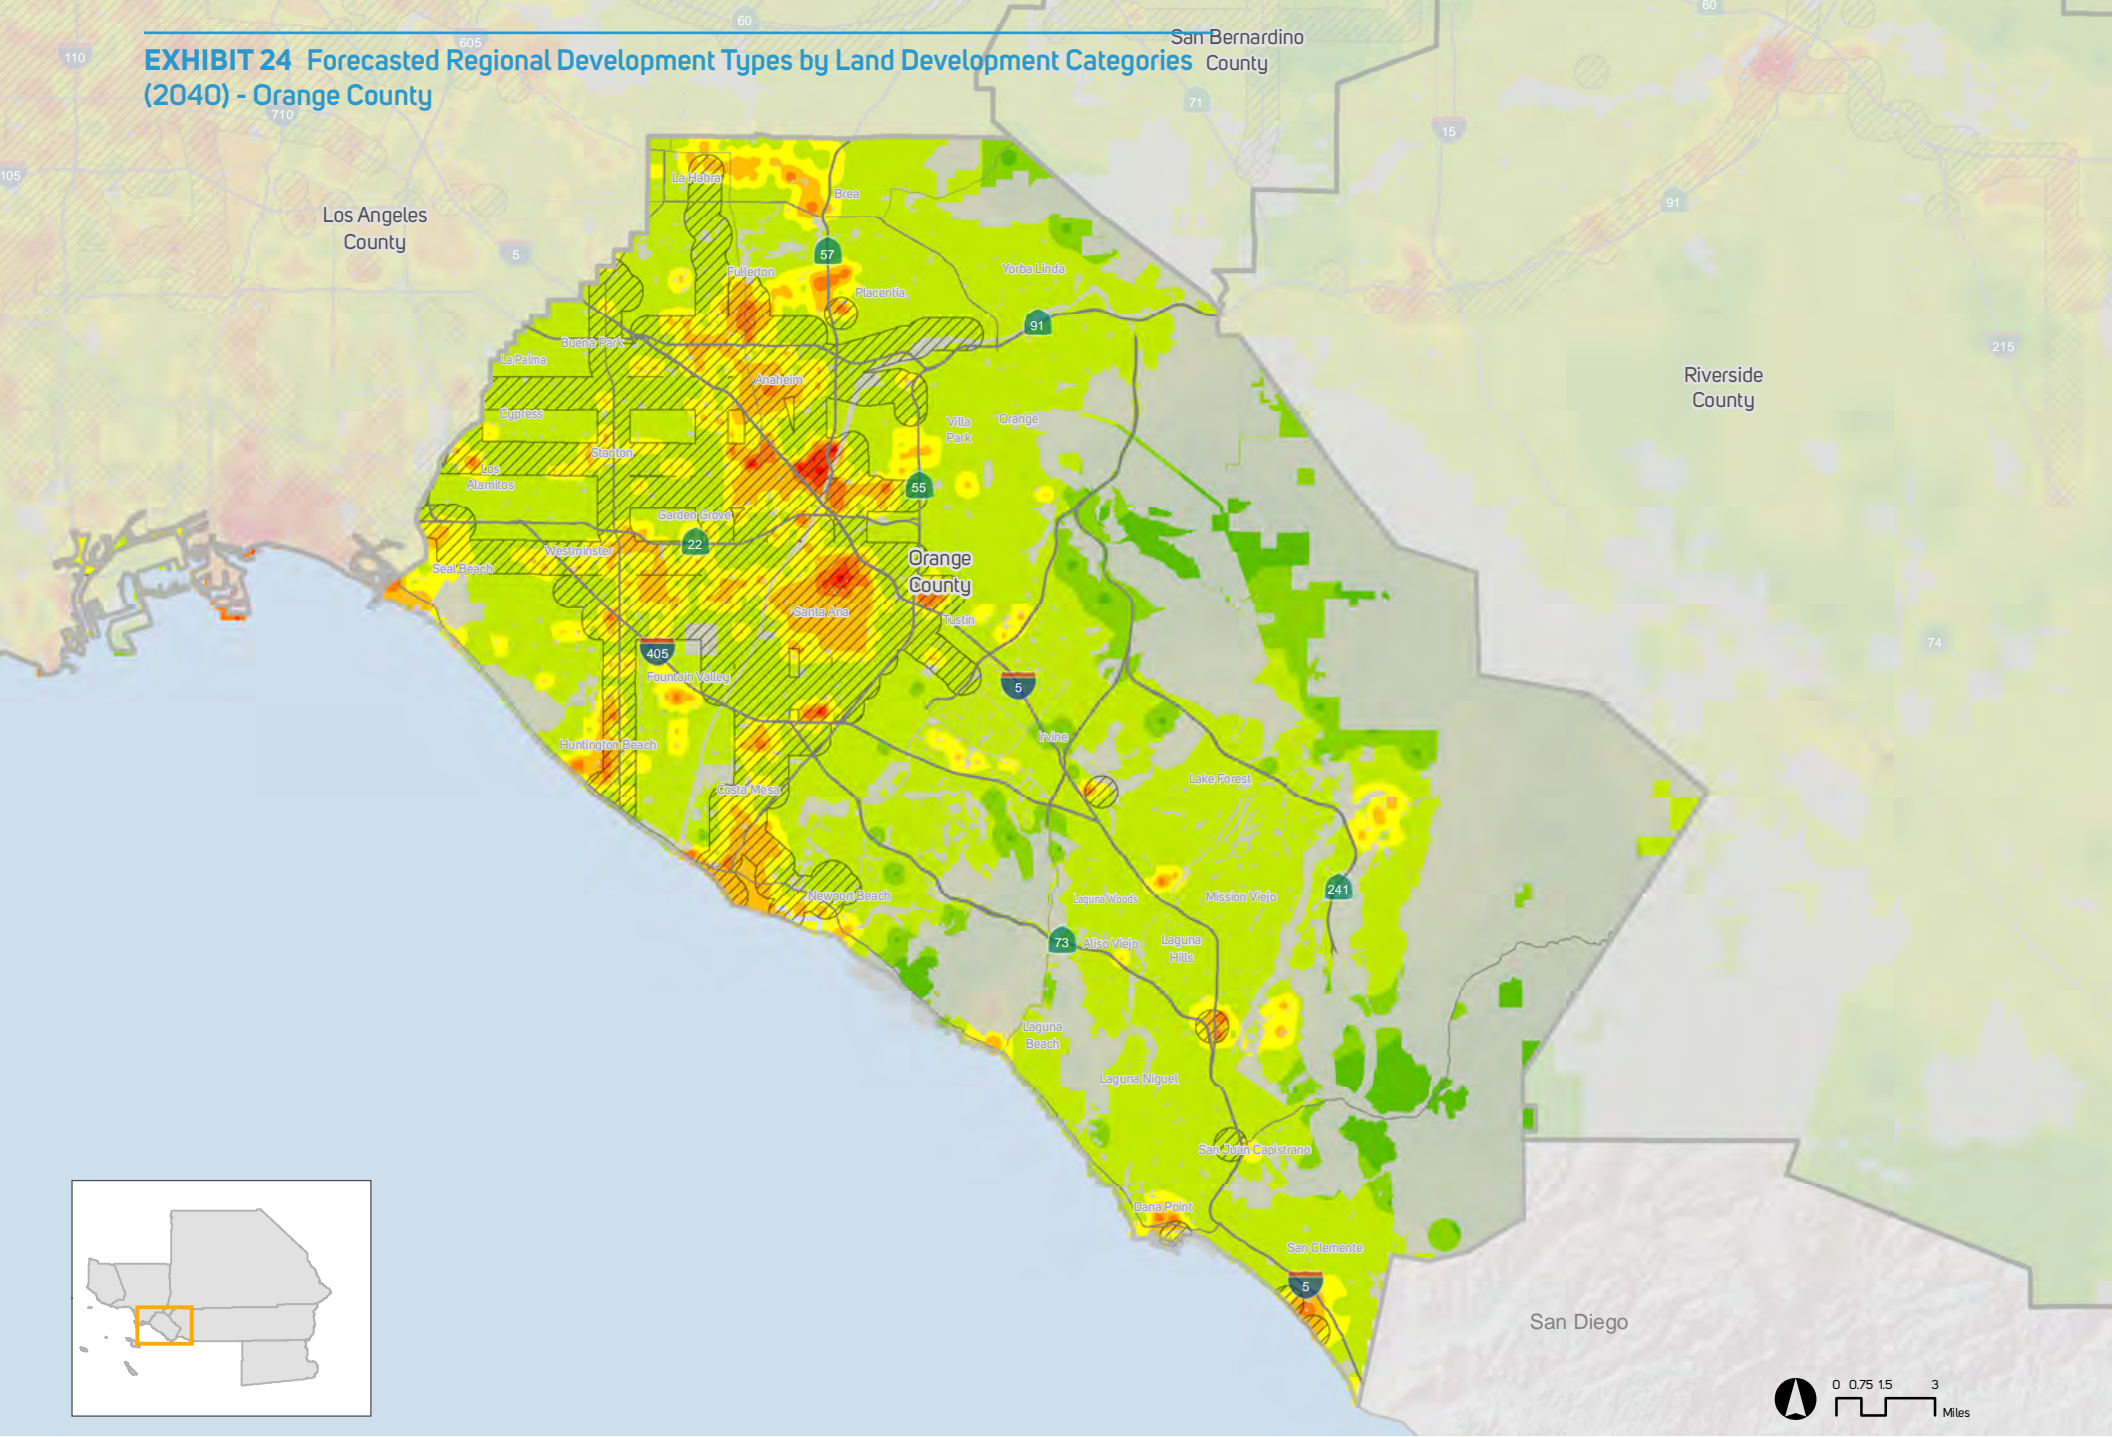 60
60
San Bernardino
County
605
110
EXHIBIT 24 Forecasted Regional Development Types by Land Development Categories
(2040) - Orange County
71
710
15
105
La Habra
Brea
91
Los Angeles
County
5
57
Fullerton
Yorba Linda
Placentia
91
Buena Park
215
La Palma
Anaheim
Riverside
County
Cypress
Villa
Park
Orange
Stanton
Los
Alamitos
55
Garden Grove
22
Westminster
Orange
County
Seal Beach
Santa Ana
Tustin
74
405
Fountain Valley
5
Irvine
Huntington Beach
Lake Forest
Costa Mesa
241
Newport Beach
Laguna Woods
Mission Viejo
73
Aliso Viejo
Laguna
Hills
Laguna
Beach
Laguna Niguel
San Juan Capistrano
Dana Point
San Clemente
5
San Diego
0 0.75 1.5 3
Miles